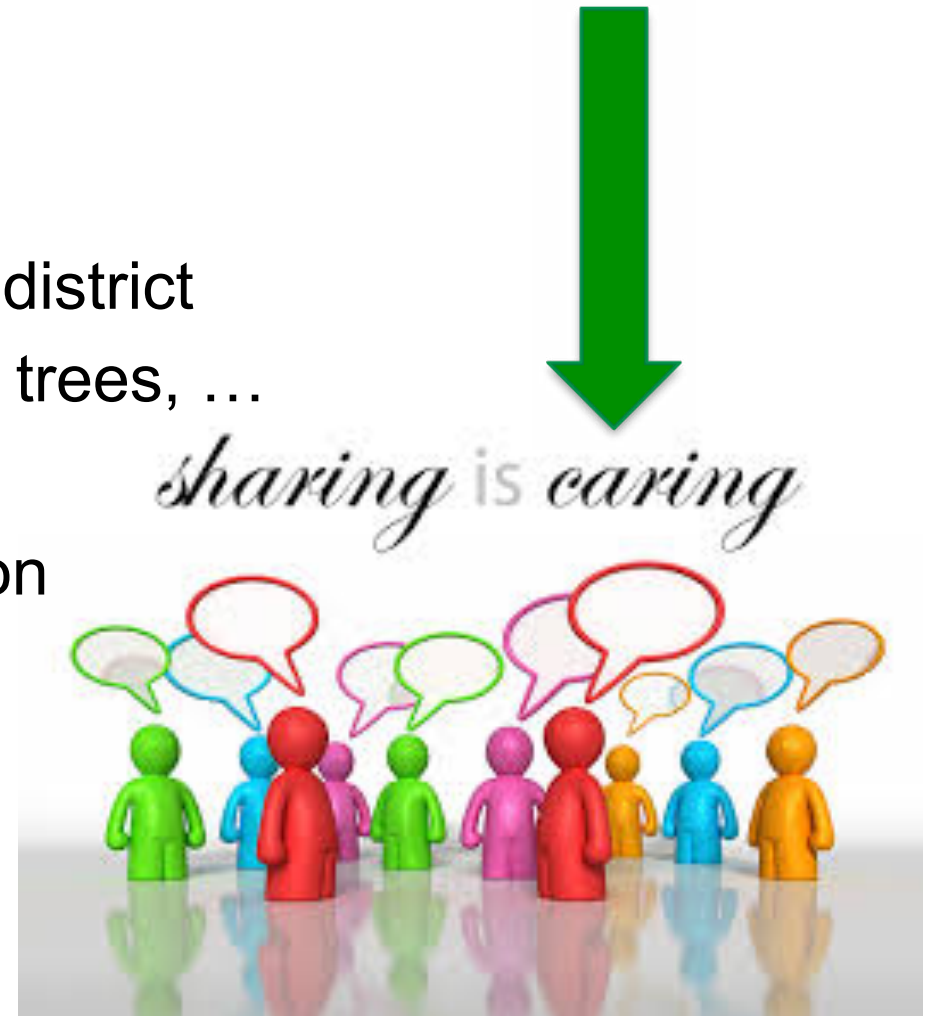 district
trees, …
sharing is caring
on